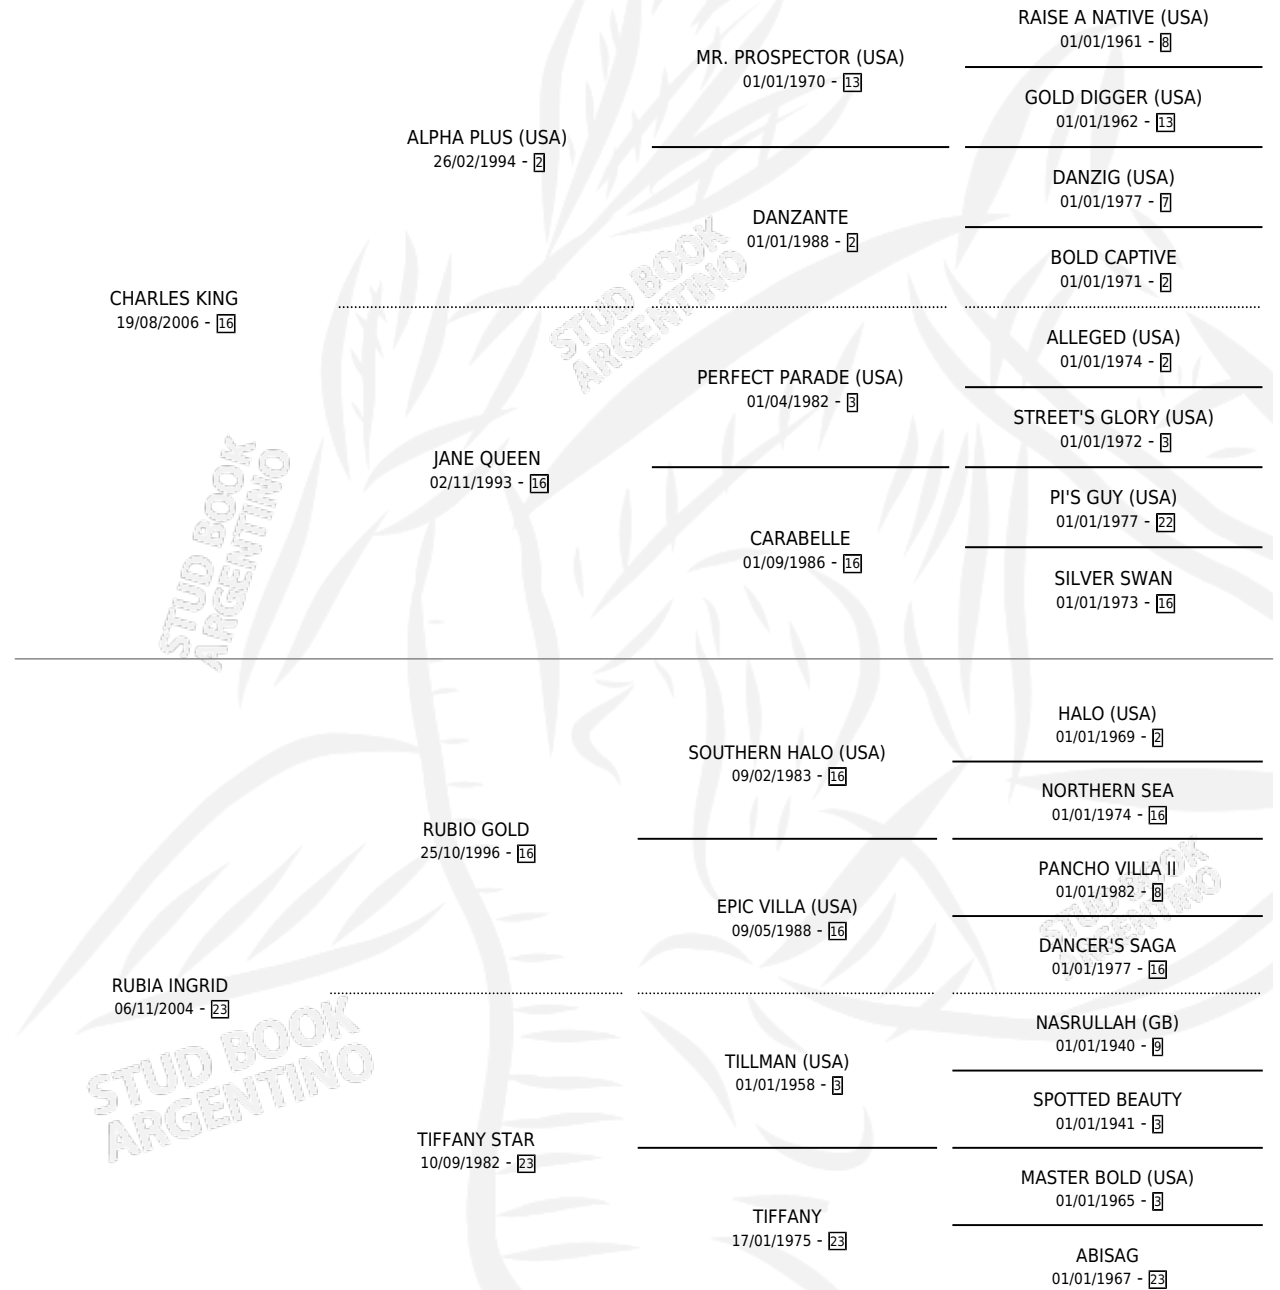 RAISE A NATIVE (USA)
01/01/1961 - 8
MR. PROSPECTOR (USA)
01/01/1970 - 13
GOLD DIGGER (USA)
01/01/1962 - 13
ALPHA PLUS (USA)
26/02/1994 - 2
DANZIG (USA)
01/01/1977 - 7
DANZANTE
01/01/1988 - 2
BOLD CAPTIVE
01/01/1971 - 2
CHARLES KING
19/08/2006 - 16
ALLEGED (USA)
01/01/1974 - 2
PERFECT PARADE (USA)
01/04/1982 - 3
STREET'S GLORY (USA)
01/01/1972 - 3
JANE QUEEN
02/11/1993 - 16
PI'S GUY (USA)
01/01/1977 - 22
CARABELLE
01/09/1986 - 16
SILVER SWAN
01/01/1973 - 16
STUD BOOK
ARGENTINO
STUD BOOK
ARGENTINO
HALO (USA)
01/01/1969 - 2
SOUTHERN HALO (USA)
09/02/1983 - 16
NORTHERN SEA
01/01/1974 - 16
RUBIO GOLD
25/10/1996 - 16
PANCHO VILLA II
01/01/1982 - 8
EPIC VILLA (USA)
09/05/1988 - 16
DANCER'S SAGA
01/01/1977 - 16
RUBIA INGRID
06/11/2004 - 23
NASRULLAH (GB)
01/01/1940 - 9
TILLMAN (USA)
01/01/1958 - 3
SPOTTED BEAUTY
01/01/1941 - 3
TIFFANY STAR
10/09/1982 - 23
MASTER BOLD (USA)
01/01/1965 - 3
TIFFANY
17/01/1975 - 23
ABISAG
01/01/1967 - 23
STUD BOOK
ARGENTINO
STUD BOOK
ARGENTINO